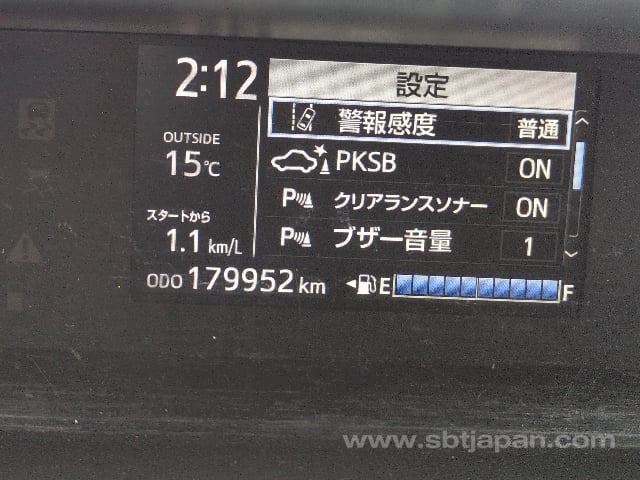 2:12
設定
警報感度 普通
OUTSIDE
15℃
PKSB ON
P クリアランスソナー ON
スタートから
1.1 km/L
P ブザー音量 1
ODO 179952 km
E F
www.sbtjapan.com